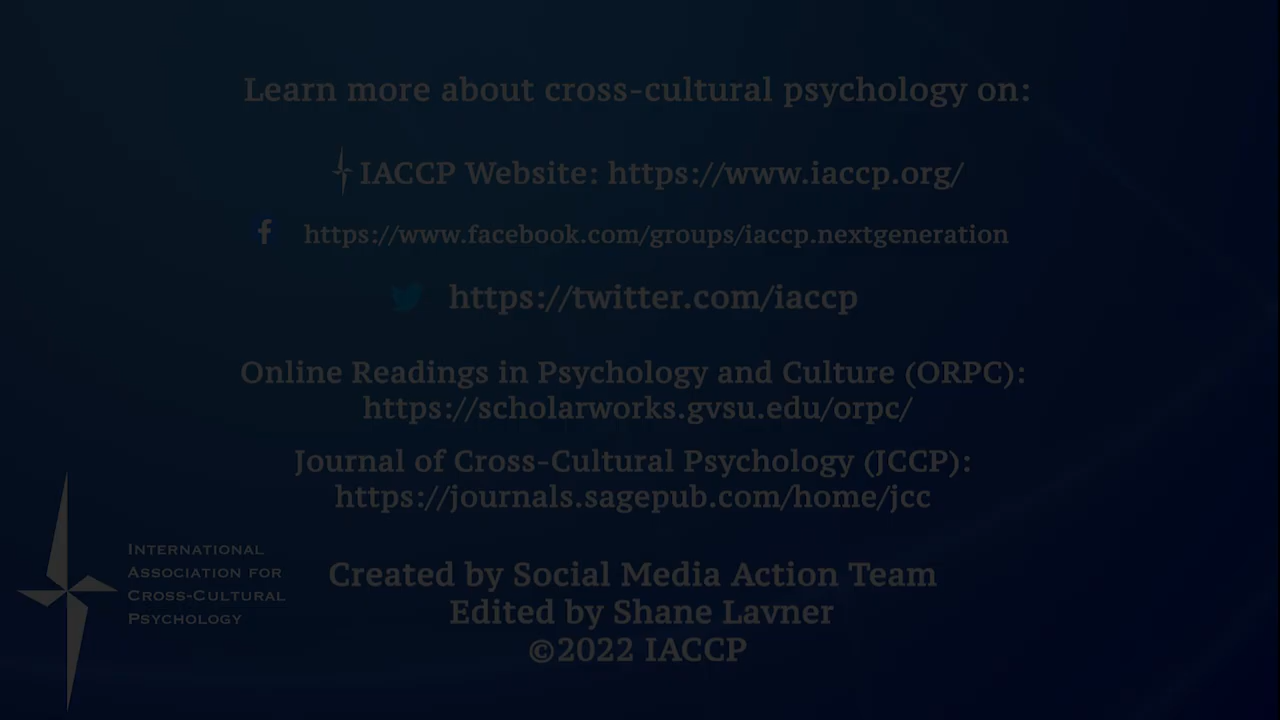 Learn more about cross-cultural psychology on:
IACCP Website: https://www.iaccp.org/
https://www.facebook.com/groups/iaccp.nextgeneration
https://twitter.com/iaccp
Online Readings in Psychology and Culture (ORPC):
https://scholarworks.gvsu.edu/orpc/
Journal of Cross-Cultural Psychology (JCCP):
https://journals.sagepub.com/home/jcc
International
Association for
Cross-Cultural
Psychology
Created by Social Media Action Team
Edited by Shane Lavner
©2022 IACCP